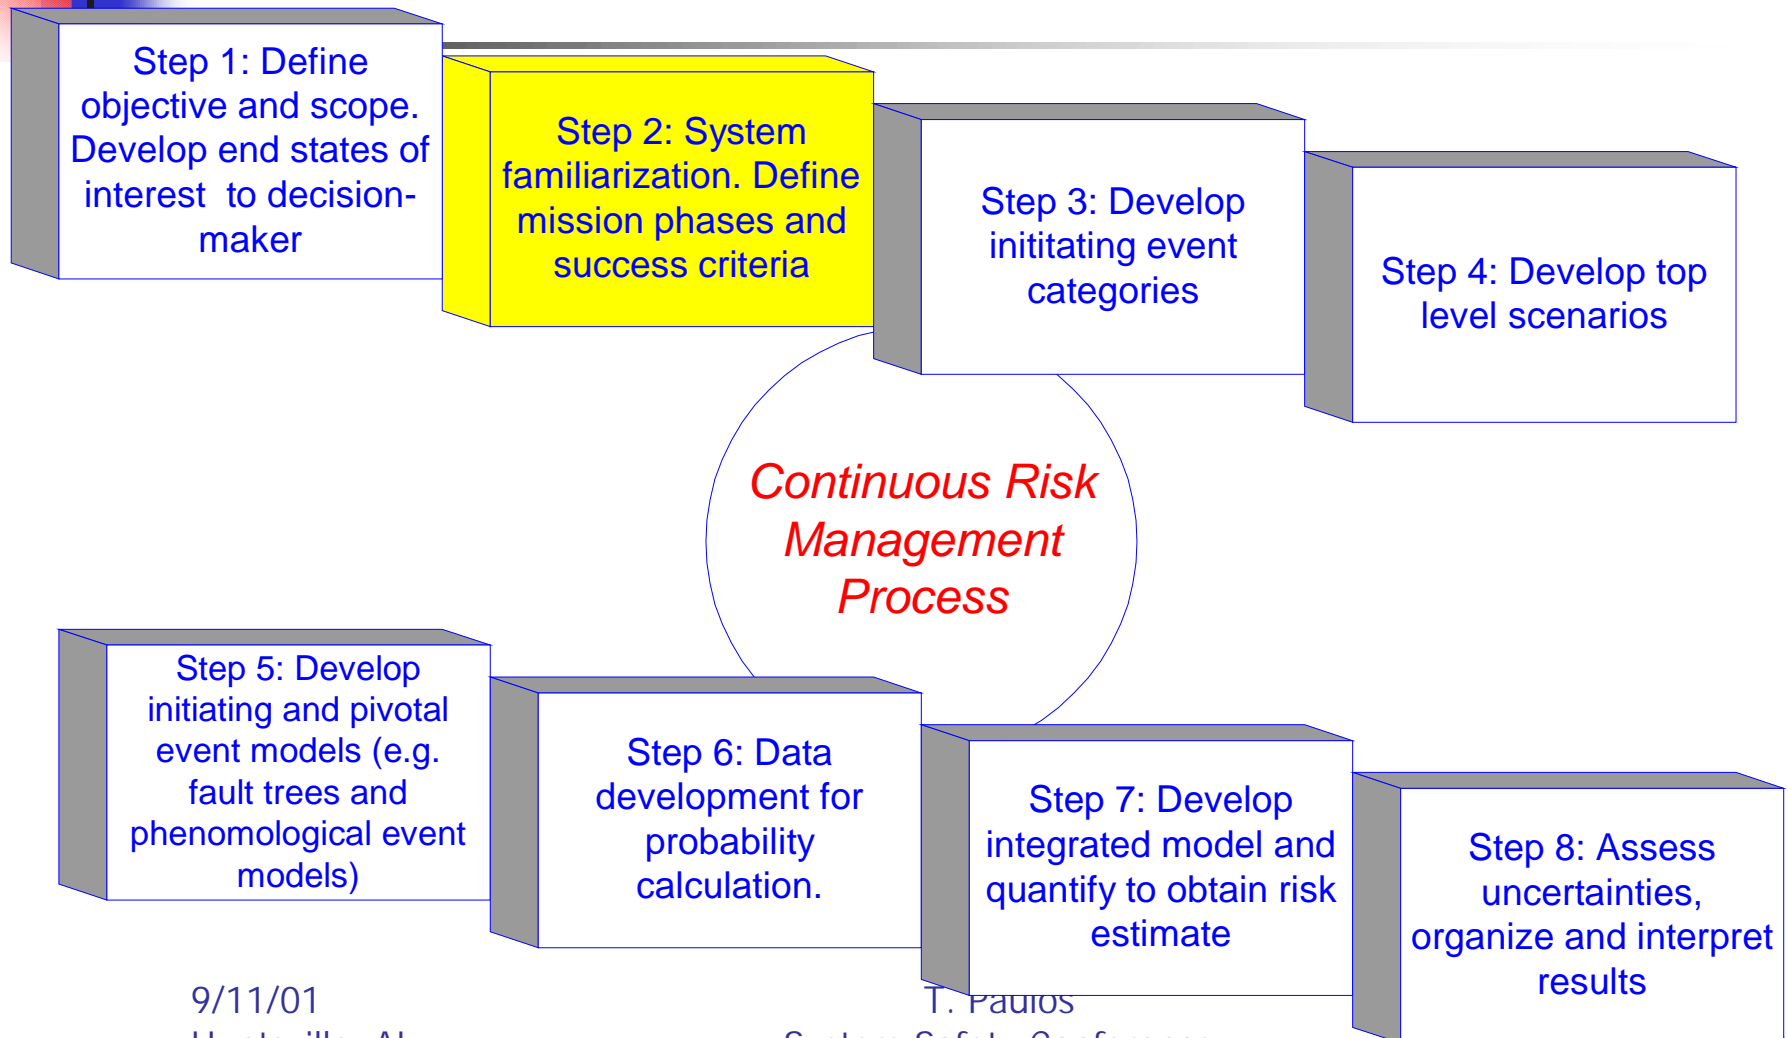 Step 1: Define
objective and scope.
Develop end states of
interest to decision-
maker
Step 2: System
familiarization. Define
mission phases and
success criteria
Step 3: Develop
inititating event
categories
Step 4: Develop top
level scenarios
Continuous Risk
Management
Process
Step 5: Develop
initiating and pivotal
event models (e.g.
fault trees and
phenomological event
models)
Step 6: Data
development for
probability
calculation.
Step 7: Develop
integrated model and
quantify to obtain risk
estimate
Step 8: Assess
uncertainties,
organize and interpret
results
9/11/01
T. Paulos
System Safety Conference